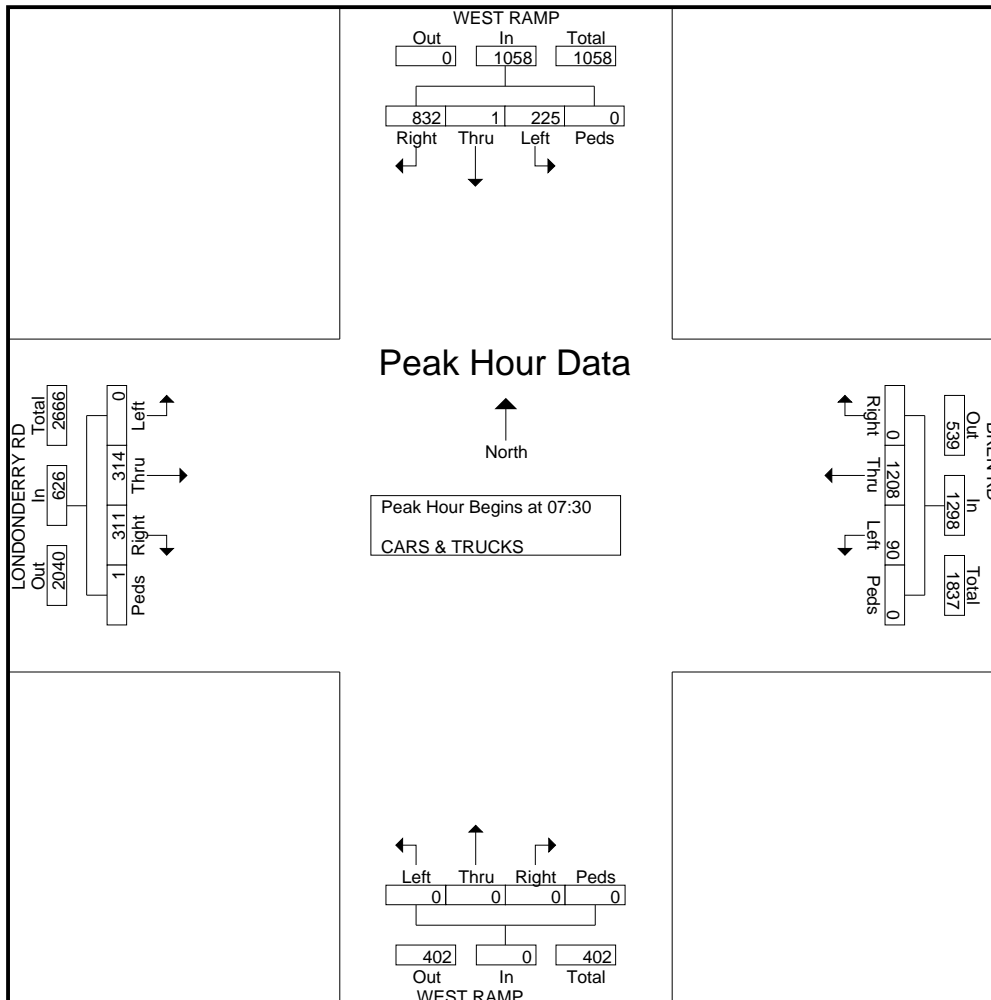 WEST RAMP
Out In Total
0 1058 1058
832 1 225 0
Right Thru Left Peds
Peak Hour Data
North
Peak Hour Begins at 07:30
CARS & TRUCKS
LONDONDERRY RD
Out In Total
2040 626 2666
0 314 311 1
Left Thru Right Peds
BREN RD
Out In Total
539 1298 1837
0 1208 90 0
Right Thru Left Peds
Left Thru Right Peds
0 0 0 0
402 0 402
Out In Total
WEST RAMP